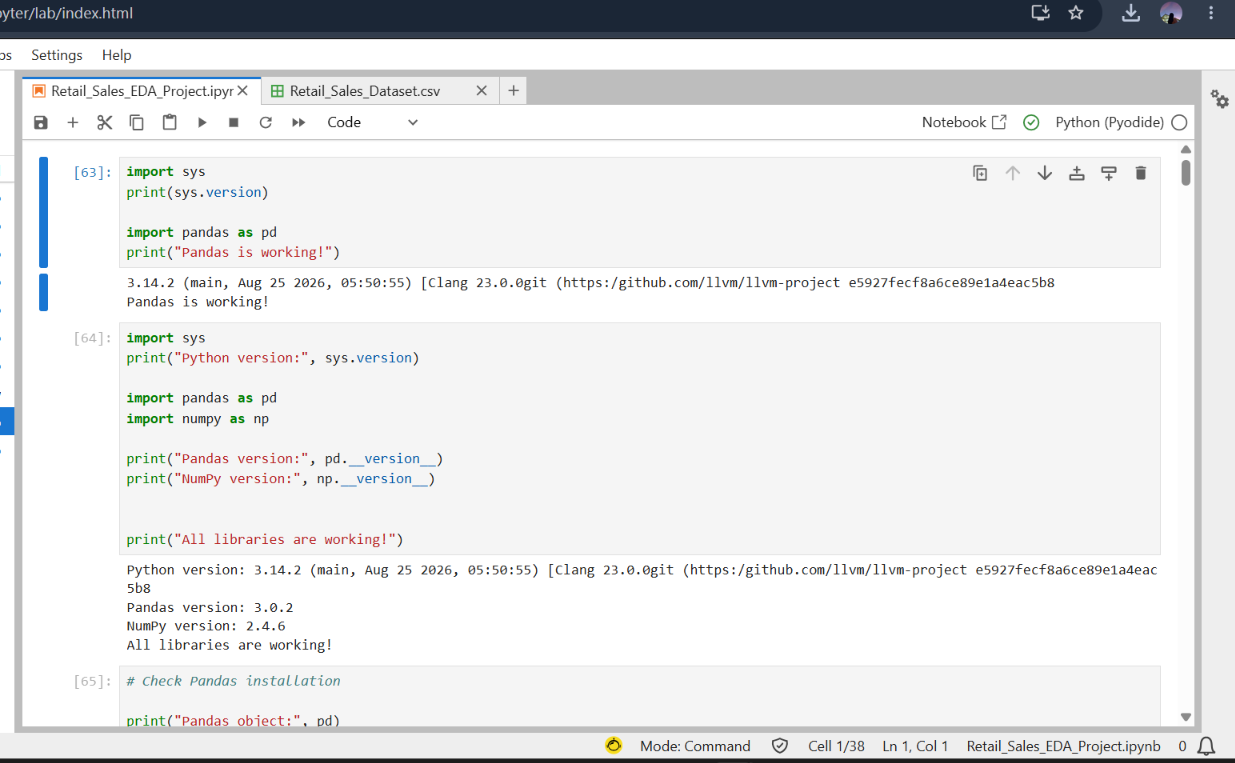 yter/lab/index.html
os Settings Help
Retail_Sales_EDA_Project.ipyr Retail_Sales_Dataset.csv
Code Notebook Python (Pyodide)
[63]: import sys
print(sys.version)
import pandas as pd
print("Pandas is working!")
3.14.2 (main, Aug 25 2026, 05:50:55) [Clang 23.0.0git (https:/github.com/llvm/llvm-project e5927fecf8a6ce89e1a4eac5b8
Pandas is working!
[64]: import sys
print("Python version:", sys.version)
import pandas as pd
import numpy as np
print("Pandas version:", pd.__version__)
print("NumPy version:", np.__version__)
print("All libraries are working!")
Python version: 3.14.2 (main, Aug 25 2026, 05:50:55) [Clang 23.0.0git (https:/github.com/llvm/llvm-project e5927fecf8a6ce89e1a4eac
5b8
Pandas version: 3.0.2
NumPy version: 2.4.6
All libraries are working!
[65]: # Check Pandas installation
print("Pandas object:", pd)
Mode: Command Cell 1/38 Ln 1, Col 1 Retail_Sales_EDA_Project.ipynb 0